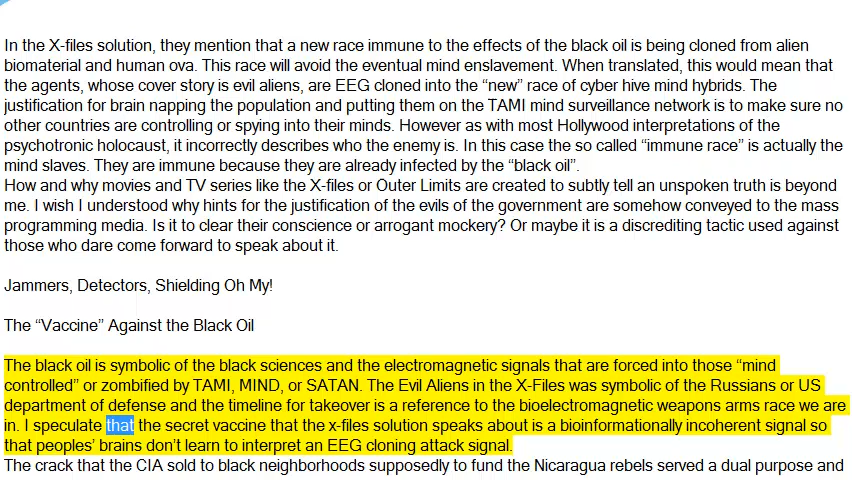 In the X-files solution, they mention that a new race immune to the effects of the black oil is being cloned from alien
biomaterial and human ova. This race will avoid the eventual mind enslavement. When translated, this would mean that
the agents, whose cover story is evil aliens, are EEG cloned into the “new” race of cyber hive mind hybrids. The
justification for brain napping the population and putting them on the TAMI mind surveillance network is to make sure no
other countries are controlling or spying into their minds. However as with most Hollywood interpretations of the
psychotronic holocaust, it incorrectly describes who the enemy is. In this case the so called “immune race” is actually the
mind slaves. They are immune because they are already infected by the “black oil”.
How and why movies and TV series like the X-files or Outer Limits are created to subtly tell an unspoken truth is beyond
me. I wish I understood why hints for the justification of the evils of the government are somehow conveyed to the mass
programming media. Is it to clear their conscience or arrogant mockery? Or maybe it is a discrediting tactic used against
those who dare come forward to speak about it.
Jammers, Detectors, Shielding Oh My!
The “Vaccine” Against the Black Oil
The black oil is symbolic of the black sciences and the electromagnetic signals that are forced into those “mind
controlled” or zombified by TAMI, MIND, or SATAN. The Evil Aliens in the X-Files was symbolic of the Russians or US
department of defense and the timeline for takeover is a reference to the bioelectromagnetic weapons arms race we are
in. I speculate that the secret vaccine that the x-files solution speaks about is a bioinformationally incoherent signal so
that peoples’ brains don’t learn to interpret an EEG cloning attack signal.
The crack that the CIA sold to black neighborhoods supposedly to fund the Nicaragua rebels served a dual purpose and